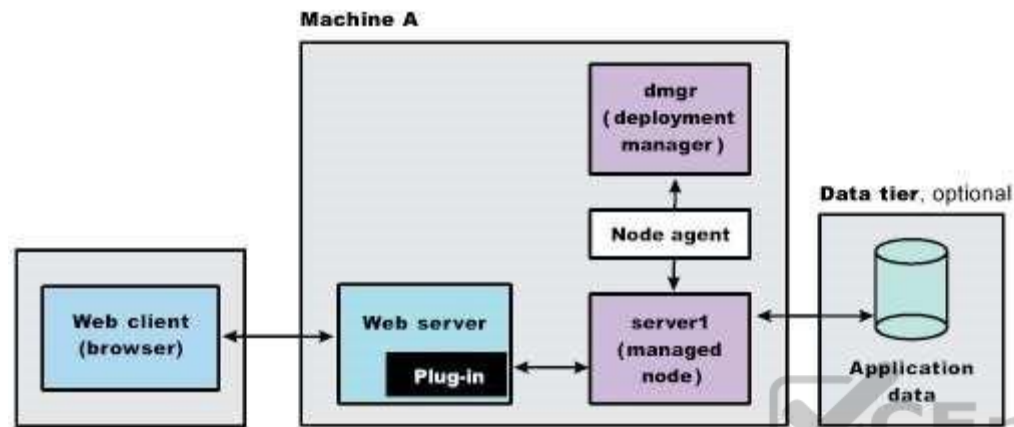 Machine A
dmgr
(deployment
manager)
Data tier, optional
Node agent
Web client
(browser)
Web server
Plug-in
server1
(managed
node)
Application
data